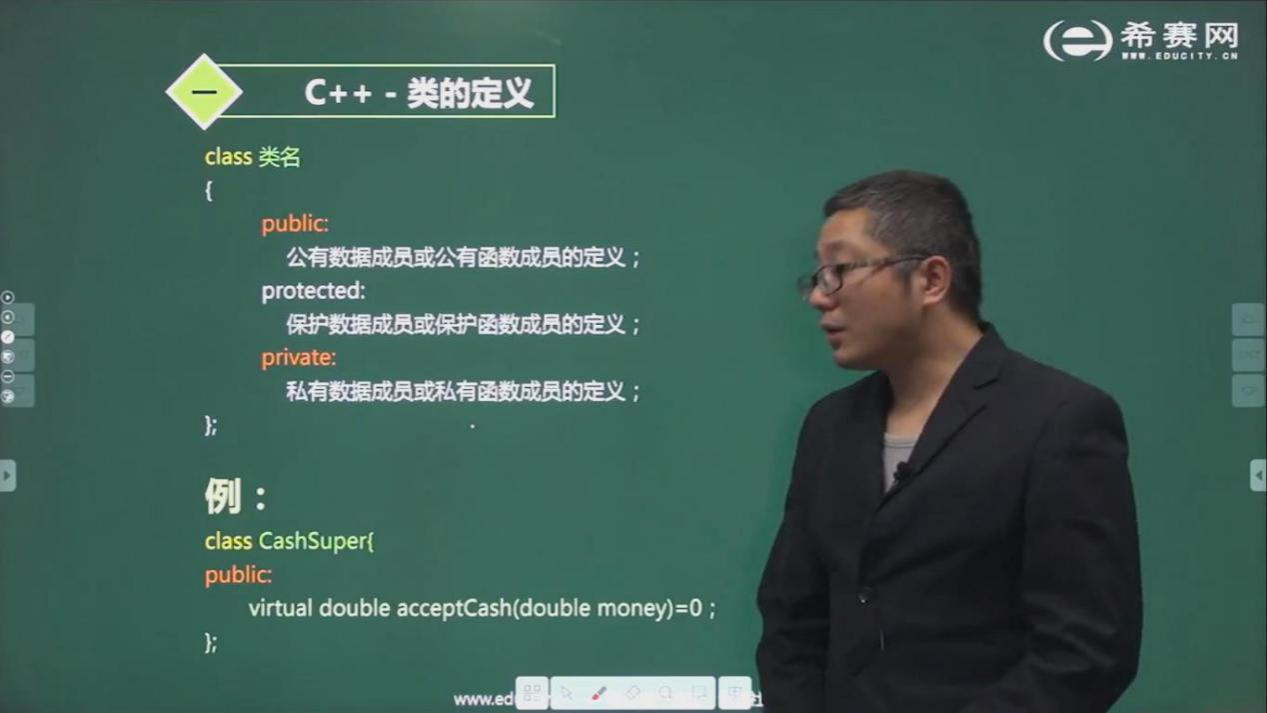 希赛网
WWW.EDUCITY.CN
一
C++ - 类的定义
class 类名
{
public:
公有数据成员或公有函数成员的定义；
protected:
保护数据成员或保护函数成员的定义；
private:
私有数据成员或私有函数成员的定义；
};
例：
class CashSuper{
public:
virtual double acceptCash(double money)=0；
};